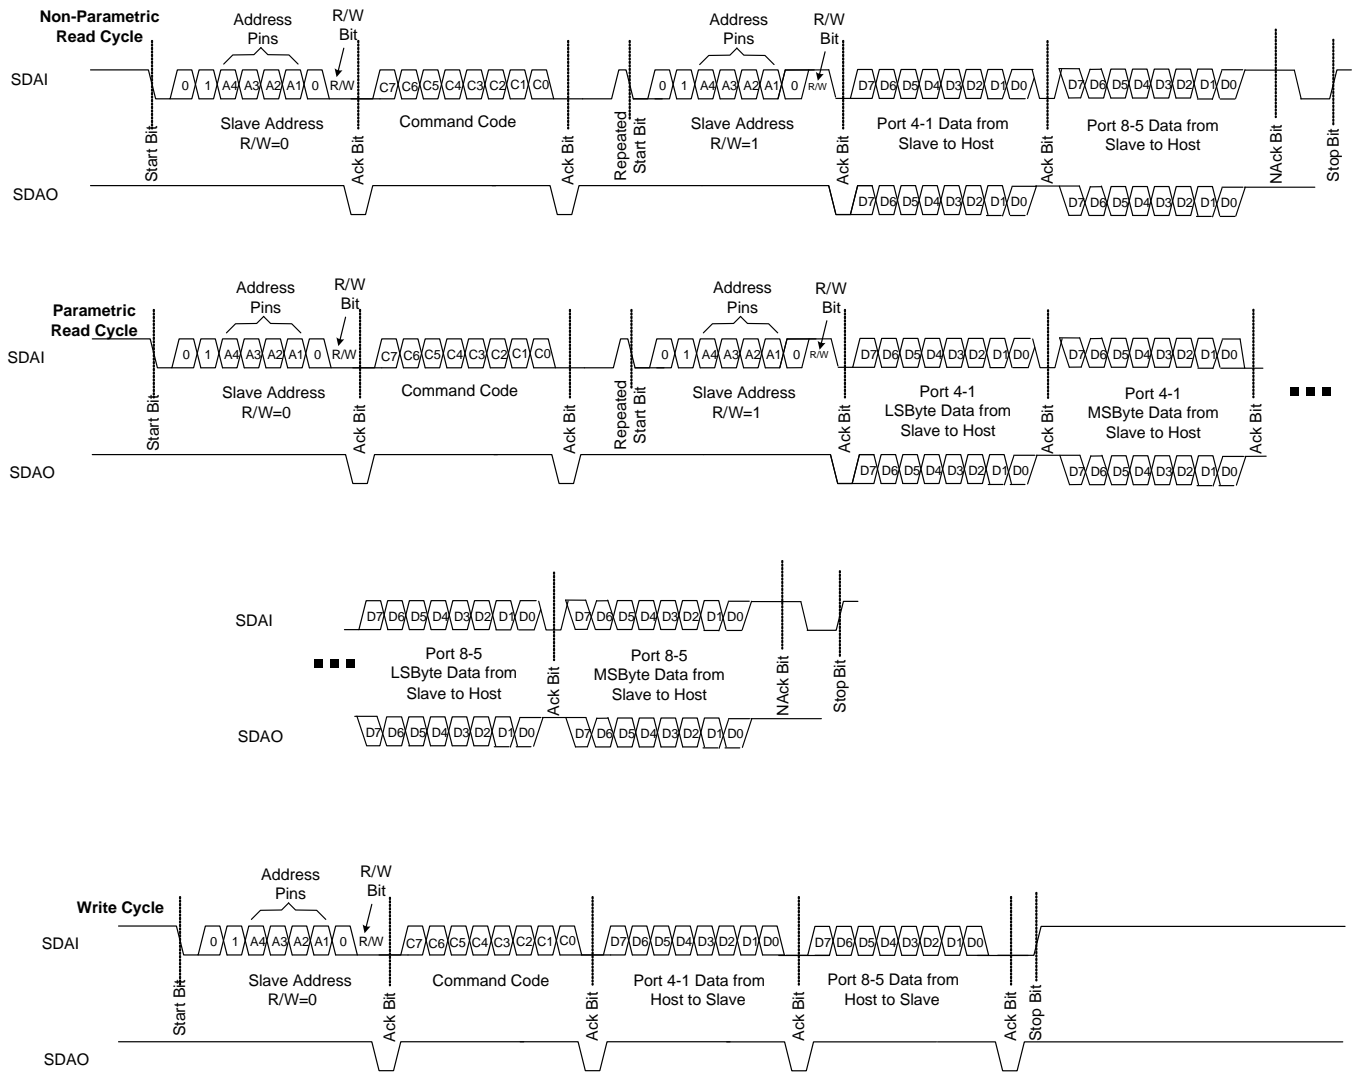 Non-Parametric
Read Cycle
Address
Pins
R/W
Bit
Address
Pins
R/W
Bit
SDAI
0 1 A4 A3 A2 A1 0 R/W C7 C6 C5 C4 C3 C2 C1 C0 0 1 A4 A3 A2 A1 0 R/W D7 D6 D5 D4 D3 D2 D1 D0 D7 D6 D5 D4 D3 D2 D1 D0
Start Bit
Slave Address
R/W=0
Ack Bit
Command Code
Ack Bit
Repeated
Start Bit
Slave Address
R/W=1
Ack Bit
Port 4-1 Data from
Slave to Host
Ack Bit
Port 8-5 Data from
Slave to Host
NAck Bit
Stop Bit
SDAO
D7 D6 D5 D4 D3 D2 D1 D0 D7 D6 D5 D4 D3 D2 D1 D0
Parametric
Read Cycle
Address
Pins
R/W
Bit
Address
Pins
R/W
Bit
SDAI
0 1 A4 A3 A2 A1 0 R/W C7 C6 C5 C4 C3 C2 C1 C0 0 1 A4 A3 A2 A1 0 R/W D7 D6 D5 D4 D3 D2 D1 D0 D7 D6 D5 D4 D3 D2 D1 D0
Start Bit
Slave Address
R/W=0
Ack Bit
Command Code
Ack Bit
Repeated
Start Bit
Slave Address
R/W=1
Ack Bit
Port 4-1
LSByte Data from
Slave to Host
Ack Bit
Port 4-1
MSByte Data from
Slave to Host
Ack Bit
SDAO
D7 D6 D5 D4 D3 D2 D1 D0 D7 D6 D5 D4 D3 D2 D1 D0
SDAI
D7 D6 D5 D4 D3 D2 D1 D0 D7 D6 D5 D4 D3 D2 D1 D0
Port 8-5
LSByte Data from
Slave to Host
Ack Bit
Port 8-5
MSByte Data from
Slave to Host
NAck Bit
Stop Bit
SDAO
D7 D6 D5 D4 D3 D2 D1 D0 D7 D6 D5 D4 D3 D2 D1 D0
Write Cycle
Address
Pins
R/W
Bit
SDAI
0 1 A4 A3 A2 A1 0 R/W C7 C6 C5 C4 C3 C2 C1 C0 D7 D6 D5 D4 D3 D2 D1 D0 D7 D6 D5 D4 D3 D2 D1 D0
Start Bit
Slave Address
R/W=0
Ack Bit
Command Code
Ack Bit
Port 4-1 Data from
Host to Slave
Ack Bit
Port 8-5 Data from
Host to Slave
Ack Bit
Stop Bit
SDAO